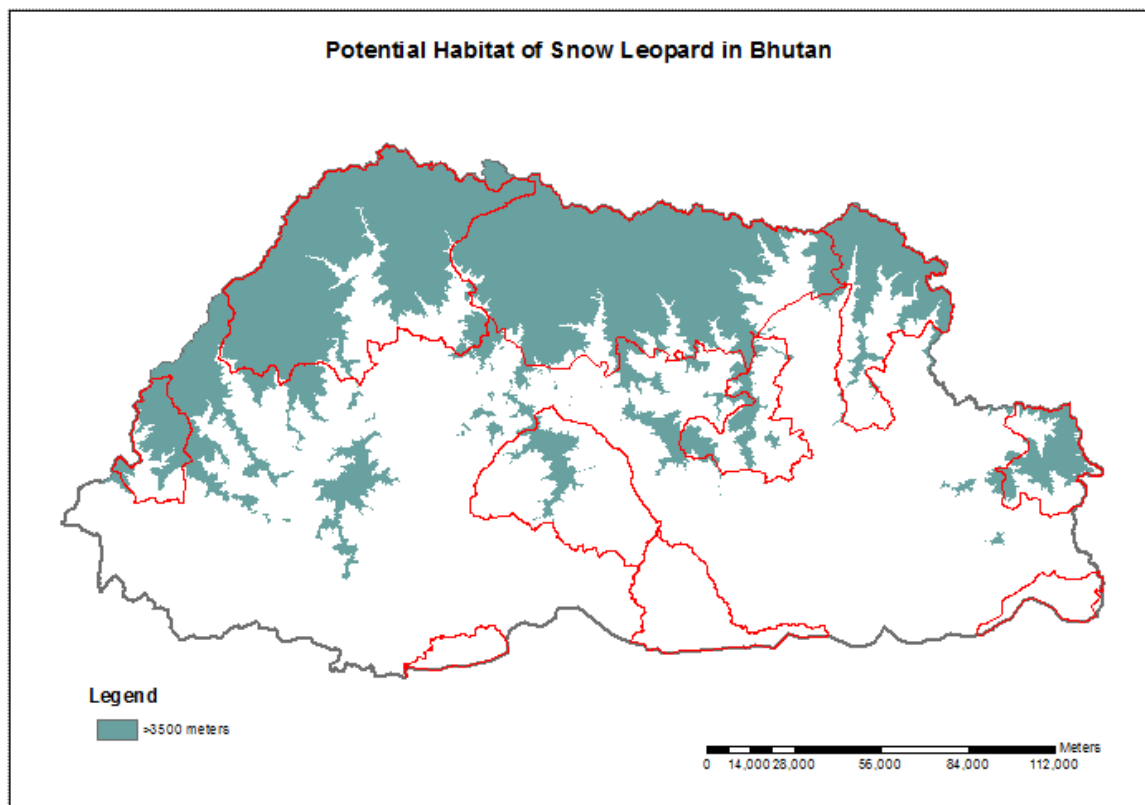 Potential Habitat of Snow Leopard in Bhutan
Legend
>3500 meters
Meters
0 14,000 28,000 56,000 84,000 112,000